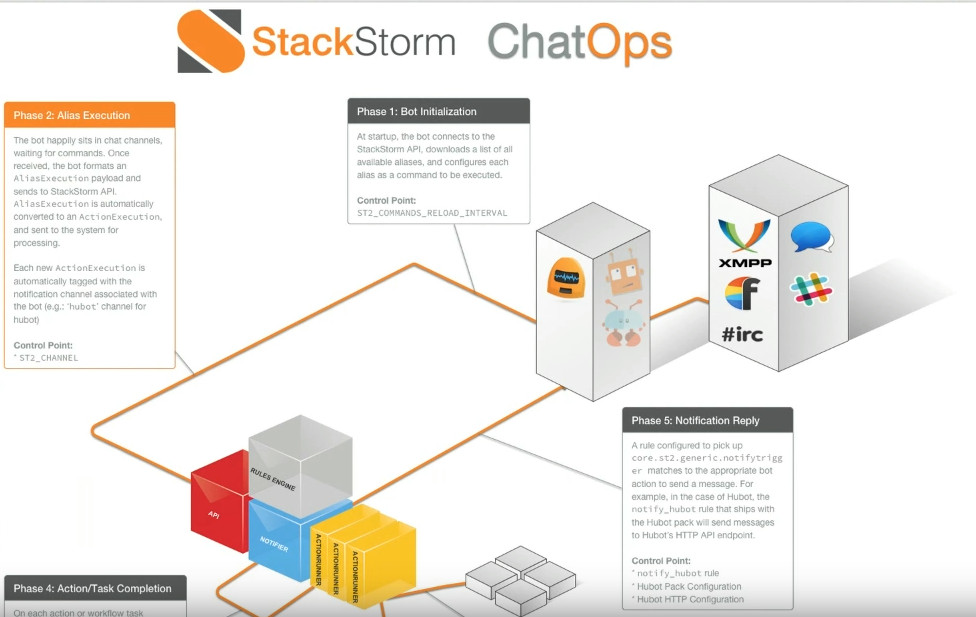 StackStorm ChatOps
Phase 2: Alias Execution
The bot happily sits in chat channels,
waiting for commands. Once
received, the bot formats an
AliasExecution payload and
sends to StackStorm API.
AliasExecution is automatically
converted to an ActionExecution,
and sent to the system for
processing.
Each new ActionExecution is
automatically tagged with the
notification channel associated with
the bot (e.g.: 'hubot' channel for
hubot)
Control Point:
* ST2_CHANNEL
Phase 1: Bot Initialization
At startup, the bot connects to the
StackStorm API, downloads a list of all
available aliases, and configures each
alias as a command to be executed.
Control Point:
ST2_COMMANDS_RELOAD_INTERVAL
XMPP
f
#irc
Phase 5: Notification Reply
A rule configured to pick up
core.st2.generic.notifytrigg
er matches to the appropriate bot
action to send a message. For
example, in the case of Hubot, the
notify_hubot rule that ships with
the Hubot pack will send messages
to Hubot's HTTP API endpoint.
Control Point:
* notify_hubot rule
* Hubot Pack Configuration
* Hubot HTTP Configuration
RULES ENGINE
API
NOTIFIER
ACTIONRUNNER
ACTIONRUNNER
ACTIONRUNNER
Phase 4: Action/Task Completion
On each action or workflow task